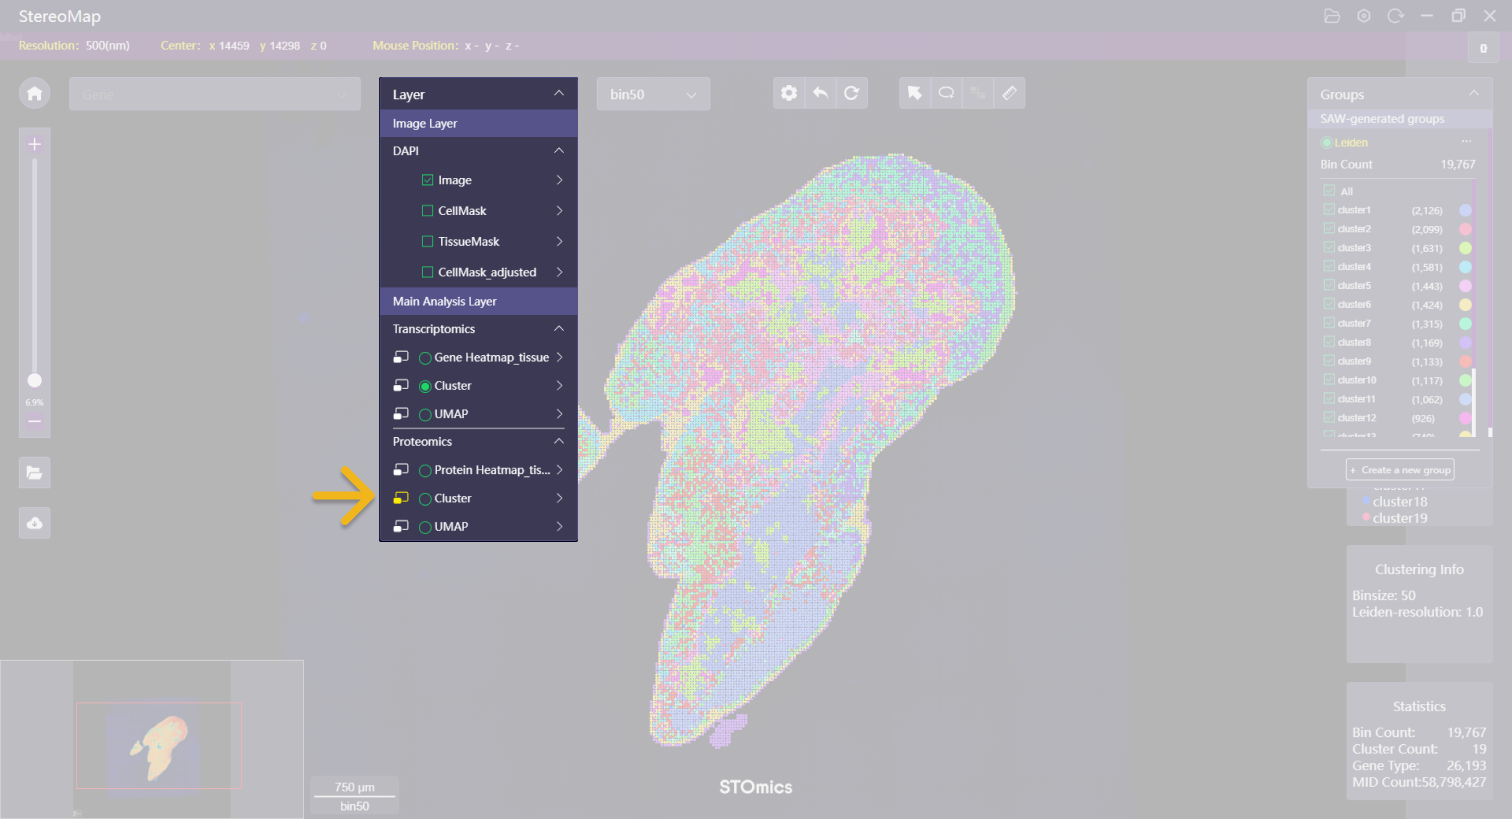 StereoMap
Resolution: 500(nm) Center: x 14459 y 14298 z 0 Mouse Position: x - y - z -
Gene
Layer
Image Layer
DAPI
Image
CellMask
TissueMask
CellMask_adjusted
Main Analysis Layer
Transcriptomics
Gene Heatmap_tissue
Cluster
UMAP
Proteomics
Protein Heatmap_tis...
Cluster
UMAP
bin50
6.9%
Groups
SAW-generated groups
Leiden ...
Bin Count 19,767
All
cluster1 (2,126)
cluster2 (2,099)
cluster3 (1,631)
cluster4 (1,581)
cluster5 (1,443)
cluster6 (1,424)
cluster7 (1,315)
cluster8 (1,169)
cluster9 (1,133)
cluster10 (1,117)
cluster11 (1,062)
cluster12 (926)
+ Create a new group
cluster18
cluster19
Clustering Info
Binsize: 50
Leiden-resolution: 1.0
Statistics
Bin Count: 19,767
Cluster Count: 19
Gene Type: 26,193
MID Count:58,798,427
750 μm
bin50
STOmics